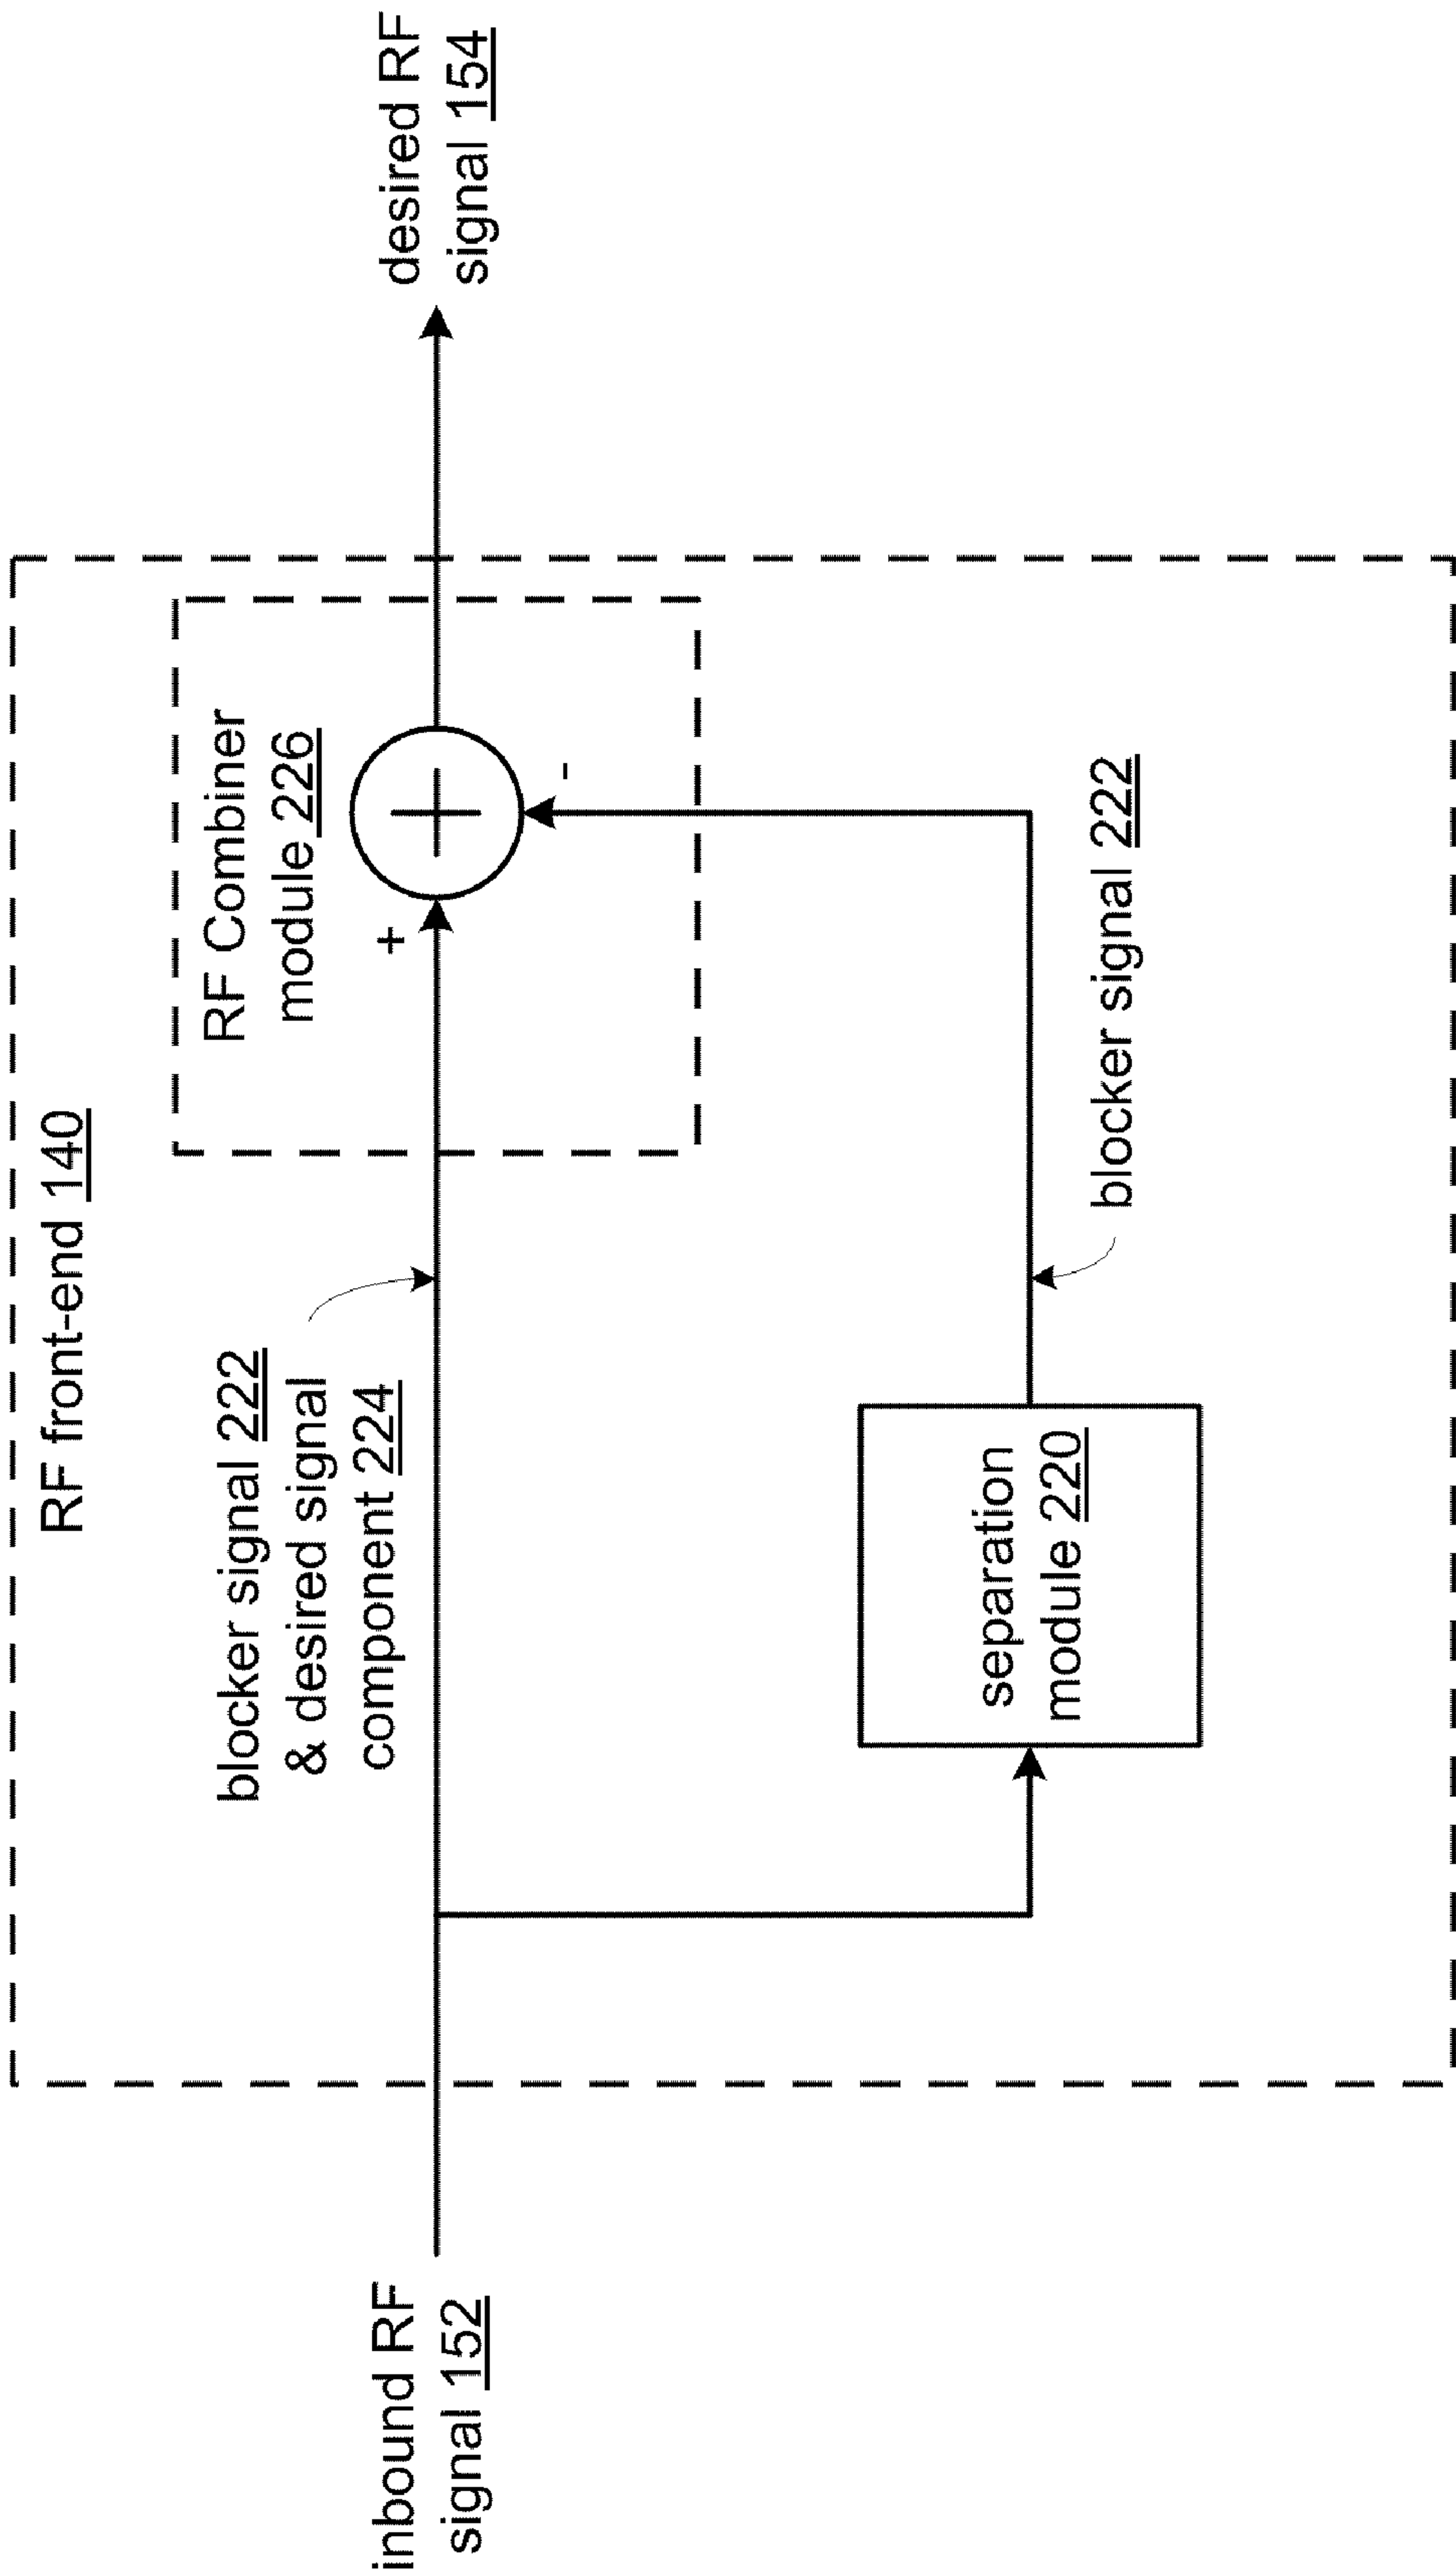 RF front-end 140
blocker signal 222
& desired signal
component 224
RF Combiner
module 226
+
-
inbound RF
signal 152
desired RF
signal 154
separation
module 220
blocker signal 222